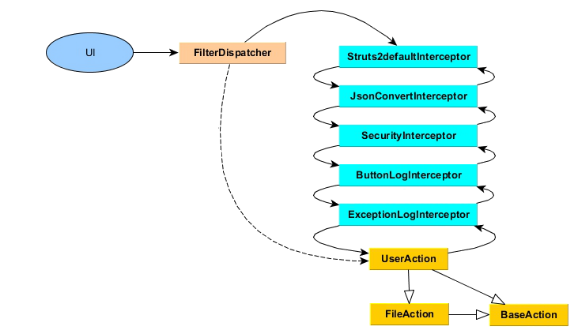 UI
FilterDispatcher
Struts2defaultInterceptor
JsonConvertInterceptor
SecurityInterceptor
ButtonLogInterceptor
ExceptionLogInterceptor
UserAction
FileAction
BaseAction